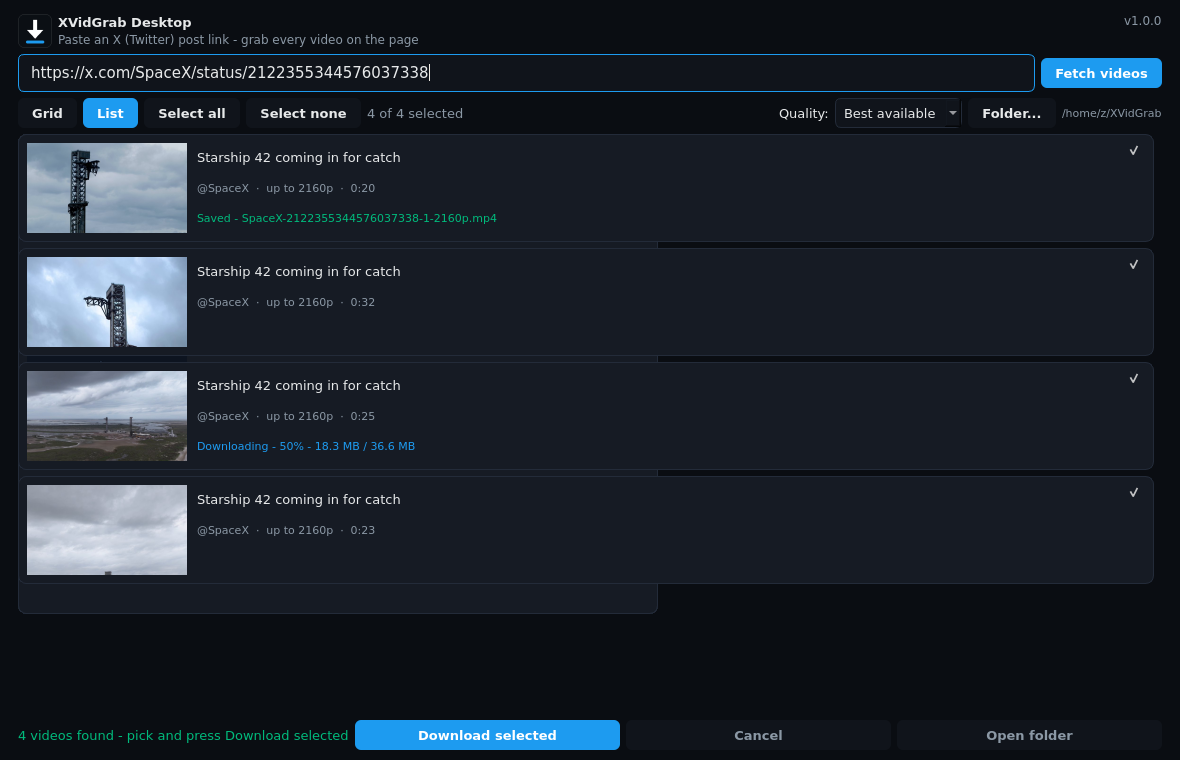 XVidGrab Desktop
v1.0.0
Paste an X (Twitter) post link - grab every video on the page
https://x.com/SpaceX/status/2122355344576037338
Fetch videos
Grid List Select all Select none 4 of 4 selected Quality: Best available Folder... /home/z/XVidGrab
Starship 42 coming in for catch
@SpaceX · up to 2160p · 0:20
Saved - SpaceX-2122355344576037338-1-2160p.mp4
Starship 42 coming in for catch
@SpaceX · up to 2160p · 0:32
Starship 42 coming in for catch
@SpaceX · up to 2160p · 0:25
Downloading - 50% - 18.3 MB / 36.6 MB
Starship 42 coming in for catch
@SpaceX · up to 2160p · 0:23
4 videos found - pick and press Download selected Download selected Cancel Open folder